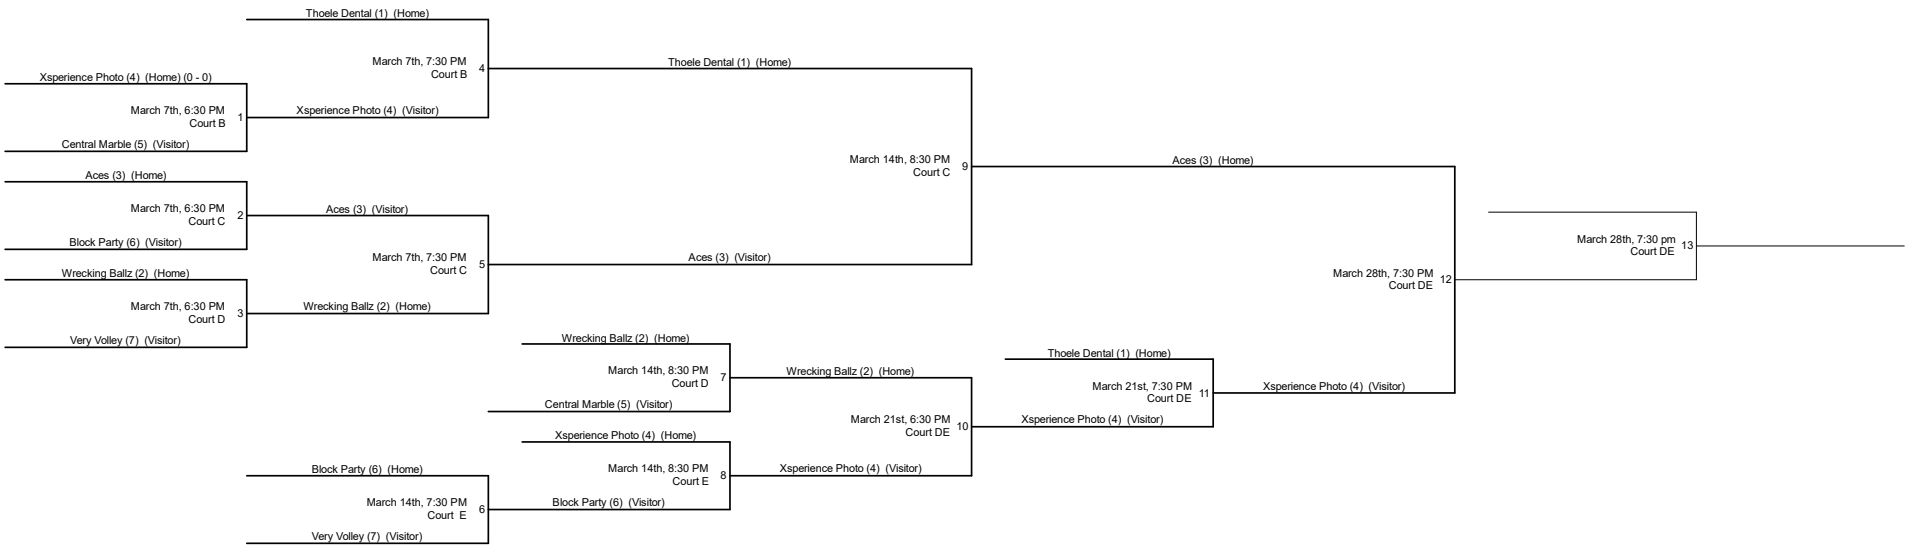 Thoele Dental (1)  (Home)
March 7th, 7:30 PM
Court B
4
Thoele Dental (1)  (Home)
Xsperience Photo (4)  (Home) (0 - 0)
March 7th, 6:30 PM
Court B
1
Xsperience Photo (4)  (Visitor)
Central Marble (5)  (Visitor)
March 14th, 8:30 PM
Court C
9
Aces (3)  (Home)
Aces (3)  (Home)
March 7th, 6:30 PM
Court C
2
Aces (3)  (Visitor)
Block Party (6)  (Visitor)
March 7th, 7:30 PM
Court C
5
Aces (3)  (Visitor)
Wrecking Ballz (2)  (Home)
March 7th, 6:30 PM
Court D
3
Wrecking Ballz (2)  (Home)
Very Volley (7)  (Visitor)
March 28th, 7:30 PM
Court DE
12
March 28th, 7:30 pm
Court DE
13
Wrecking Ballz (2)  (Home)
March 14th, 8:30 PM
Court D
7
Wrecking Ballz (2)  (Home)
Central Marble (5)  (Visitor)
Thoele Dental (1)  (Home)
March 21st, 7:30 PM
Court DE
11
Xsperience Photo (4)  (Visitor)
March 21st, 6:30 PM
Court DE
10
Xsperience Photo (4)  (Visitor)
Xsperience Photo (4)  (Home)
March 14th, 8:30 PM
Court E
8
Xsperience Photo (4)  (Visitor)
Block Party (6)  (Home)
March 14th, 7:30 PM
Court  E
6
Block Party (6)  (Visitor)
Very Volley (7)  (Visitor)